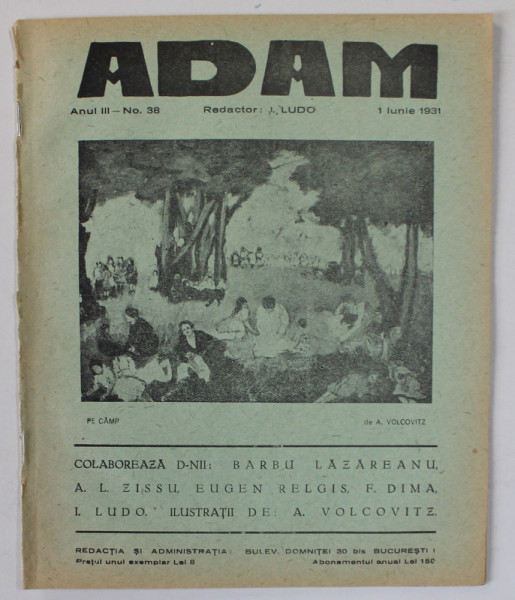 ADAM
Anul III — No. 38 Redactor: I. LUDO 1 Iunie 1931
PE CÂMP de A. VOLCOVITZ
COLABOREAZĂ D-NII: BARBU LĂZĂREANU,
A. L. ZISSU, EUGEN RELGIS, F. DIMA,
I. LUDO, ILUSTRAȚII DE: A. VOLCOVITZ.
REDACȚIA ȘI ADMINISTRAȚIA: BULEV. DOMNIȚEI 30 bis BUCUREȘTI I
Prețul unui exemplar Lei 8 Abonamentul anual Lei 150